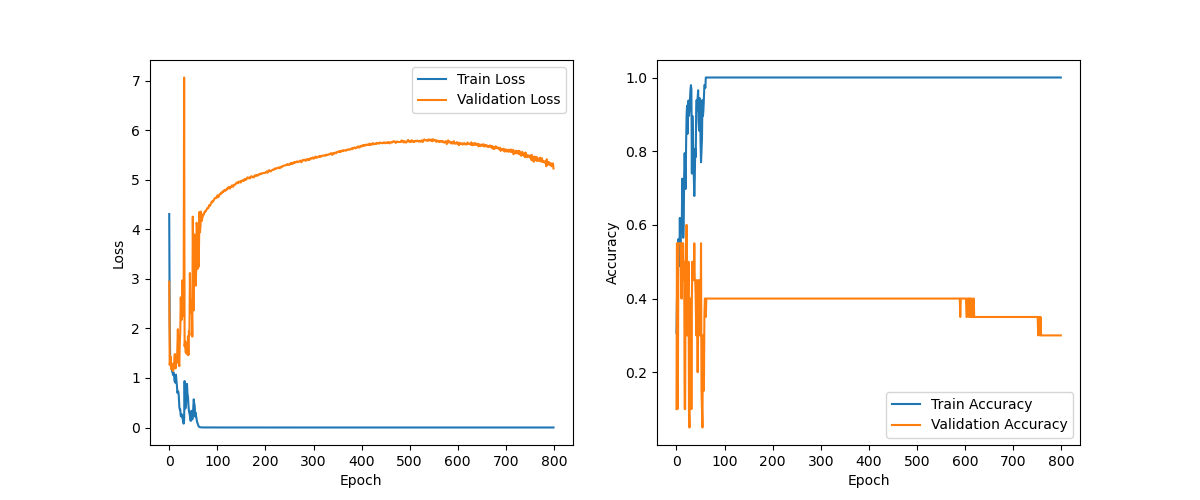 7
6
5
4
3
2
1
0
Loss
0 100 200 300 400 500 600 700 800
Epoch
Train Loss
Validation Loss
1.0
0.8
0.6
0.4
0.2
Accuracy
0 100 200 300 400 500 600 700 800
Epoch
Train Accuracy
Validation Accuracy